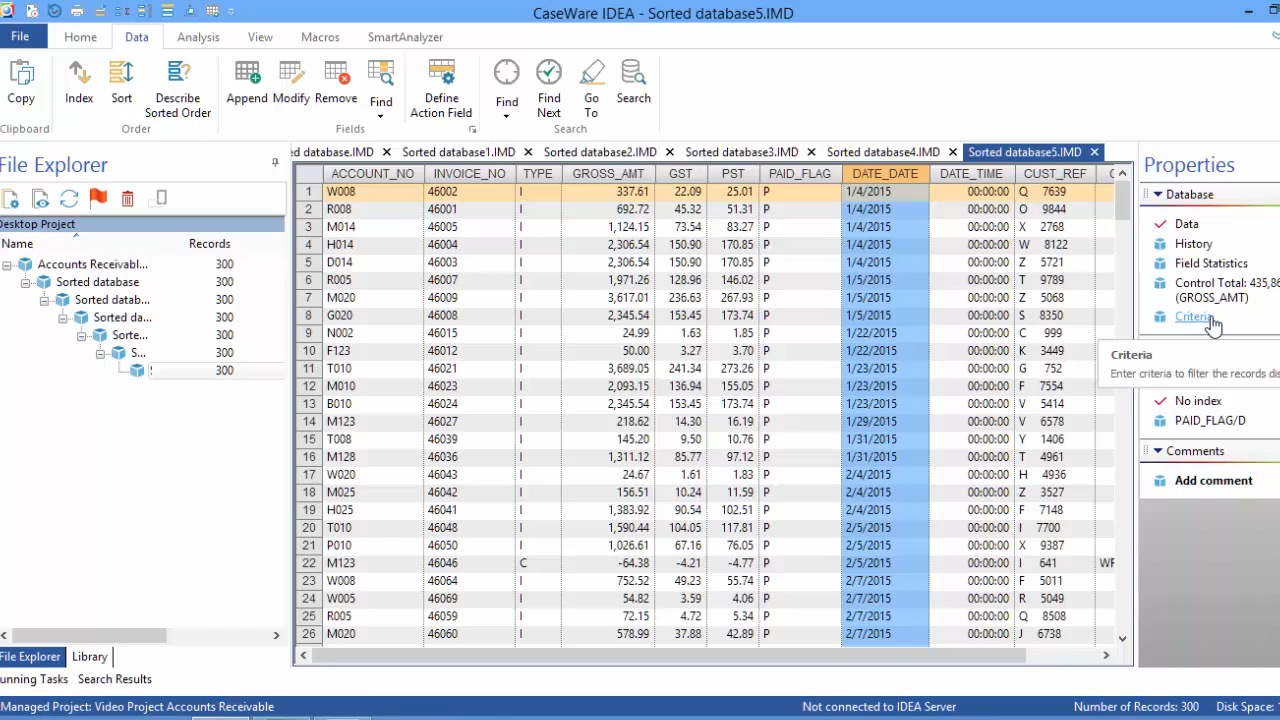 CaseWare IDEA - Sorted database5.IMD
File Home Data Analysis View Macros SmartAnalyzer
Copy Index Sort Describe Sorted Order Append Modify Remove Find Define Action Field Find Find Next Go To Search
Clipboard Order Fields Search
File Explorer
Desktop Project
Name Records
Accounts Receivabl... 300
Sorted database 300
Sorted datab... 300
Sorted da... 300
Sorte... 300
S... 300
300
File Explorer Library
unning Tasks Search Results
d database.IMD Sorted database1.IMD Sorted database2.IMD Sorted database3.IMD Sorted database4.IMD Sorted database5.IMD
ACCOUNT_NO INVOICE_NO TYPE GROSS_AMT GST PST PAID_FLAG DATE_DATE DATE_TIME CUST_REF
1 W008 46002 I 337.61 22.09 25.01 P 1/4/2015 00:00:00 Q 7639
2 R008 46001 I 692.72 45.32 51.31 P 1/4/2015 00:00:00 O 9844
3 M014 46005 I 1,124.15 73.54 83.27 P 1/4/2015 00:00:00 X 2768
4 H014 46004 I 2,306.54 150.90 170.85 P 1/4/2015 00:00:00 W 8122
5 D014 46003 I 2,306.54 150.90 170.85 P 1/4/2015 00:00:00 Z 5721
6 R005 46007 I 1,971.26 128.96 146.02 P 1/5/2015 00:00:00 T 9789
7 M020 46009 I 3,617.01 236.63 267.93 P 1/5/2015 00:00:00 Z 5068
8 G020 46008 I 2,345.54 153.45 173.74 P 1/5/2015 00:00:00 S 8350
9 N002 46015 I 24.99 1.63 1.85 P 1/22/2015 00:00:00 C 999
10 F123 46012 I 50.00 3.27 3.70 P 1/22/2015 00:00:00 K 3449
11 T010 46021 I 3,689.05 241.34 273.26 P 1/23/2015 00:00:00 G 752
12 M010 46023 I 2,093.15 136.94 155.05 P 1/23/2015 00:00:00 F 7554
13 B010 46024 I 2,345.54 153.45 173.74 P 1/23/2015 00:00:00 V 5414
14 M123 46027 I 218.62 14.30 16.19 P 1/29/2015 00:00:00 V 6578
15 T008 46039 I 145.20 9.50 10.76 P 1/31/2015 00:00:00 Y 1406
16 M128 46036 I 1,311.12 85.77 97.12 P 1/31/2015 00:00:00 T 4961
17 W020 46043 I 24.67 1.61 1.83 P 2/4/2015 00:00:00 H 4936
18 M025 46042 I 156.51 10.24 11.59 P 2/4/2015 00:00:00 Z 3527
19 H025 46041 I 1,383.92 90.54 102.51 P 2/4/2015 00:00:00 F 7148
20 T010 46048 I 1,590.44 104.05 117.81 P 2/5/2015 00:00:00 I 7700
21 P010 46050 I 1,026.61 67.16 76.05 P 2/5/2015 00:00:00 X 9387
22 M123 46046 C -64.38 -4.21 -4.77 P 2/5/2015 00:00:00 I 641 WF
23 W008 46064 I 752.52 49.23 55.74 P 2/7/2015 00:00:00 F 5011
24 W005 46069 I 54.82 3.59 4.06 P 2/7/2015 00:00:00 R 5049
25 R005 46059 I 72.15 4.72 5.34 P 2/7/2015 00:00:00 Q 8508
26 M020 46060 I 578.99 37.88 42.89 P 2/7/2015 00:00:00 J 6738
Properties
Database
Data
History
Field Statistics
Control Total: 435,86
(GROSS_AMT)
Criteria
Criteria
Enter criteria to filter the records dis
No index
PAID_FLAG/D
Comments
Add comment
Managed Project: Video Project Accounts Receivable Not connected to IDEA Server Number of Records: 300 Disk Space: